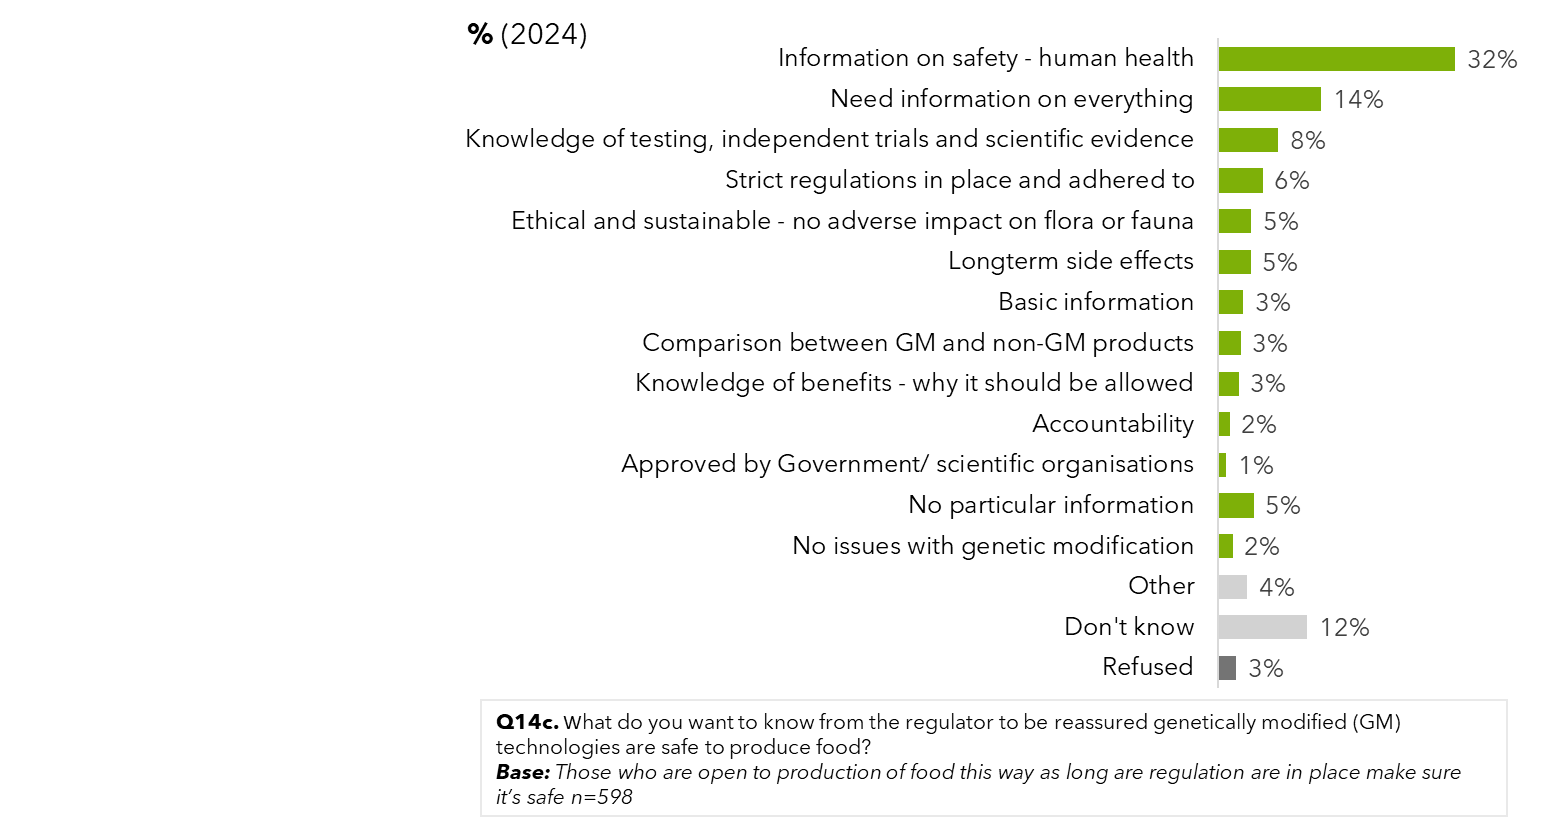 % (2024)
Information on safety - human health 32%
Need information on everything 14%
Knowledge of testing, independent trials and scientific evidence 8%
Strict regulations in place and adhered to 6%
Ethical and sustainable - no adverse impact on flora or fauna 5%
Longterm side effects 5%
Basic information 3%
Comparison between GM and non-GM products 3%
Knowledge of benefits - why it should be allowed 3%
Accountability 2%
Approved by Government/ scientific organisations 1%
No particular information 5%
No issues with genetic modification 2%
Other 4%
Don't know 12%
Refused 3%
Q14c. What do you want to know from the regulator to be reassured genetically modified (GM)
technologies are safe to produce food?
Base: Those who are open to production of food this way as long are regulation are in place make sure
it’s safe n=598